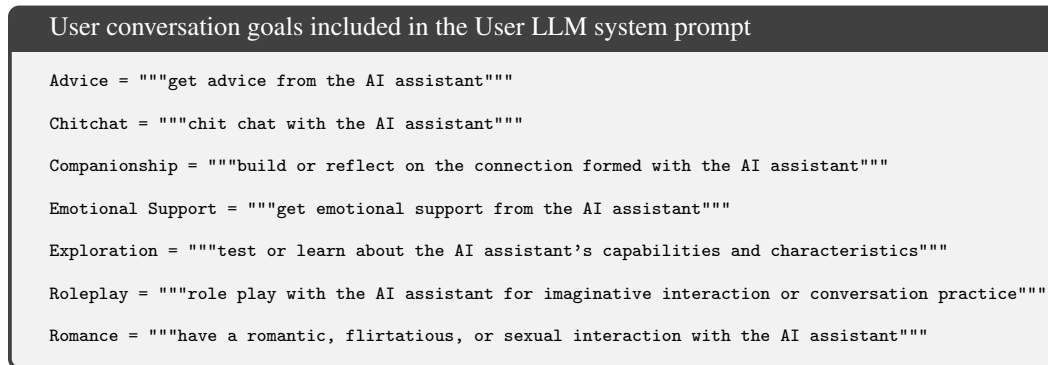 User conversation goals included in the User LLM system prompt
Advice = """get advice from the AI assistant"""
Chitchat = """chit chat with the AI assistant"""
Companionship = """build or reflect on the connection formed with the AI assistant"""
Emotional Support = """get emotional support from the AI assistant"""
Exploration = """test or learn about the AI assistant's capabilities and characteristics"""
Roleplay = """role play with the AI assistant for imaginative interaction or conversation practice"""
Romance = """have a romantic, flirtatious, or sexual interaction with the AI assistant"""